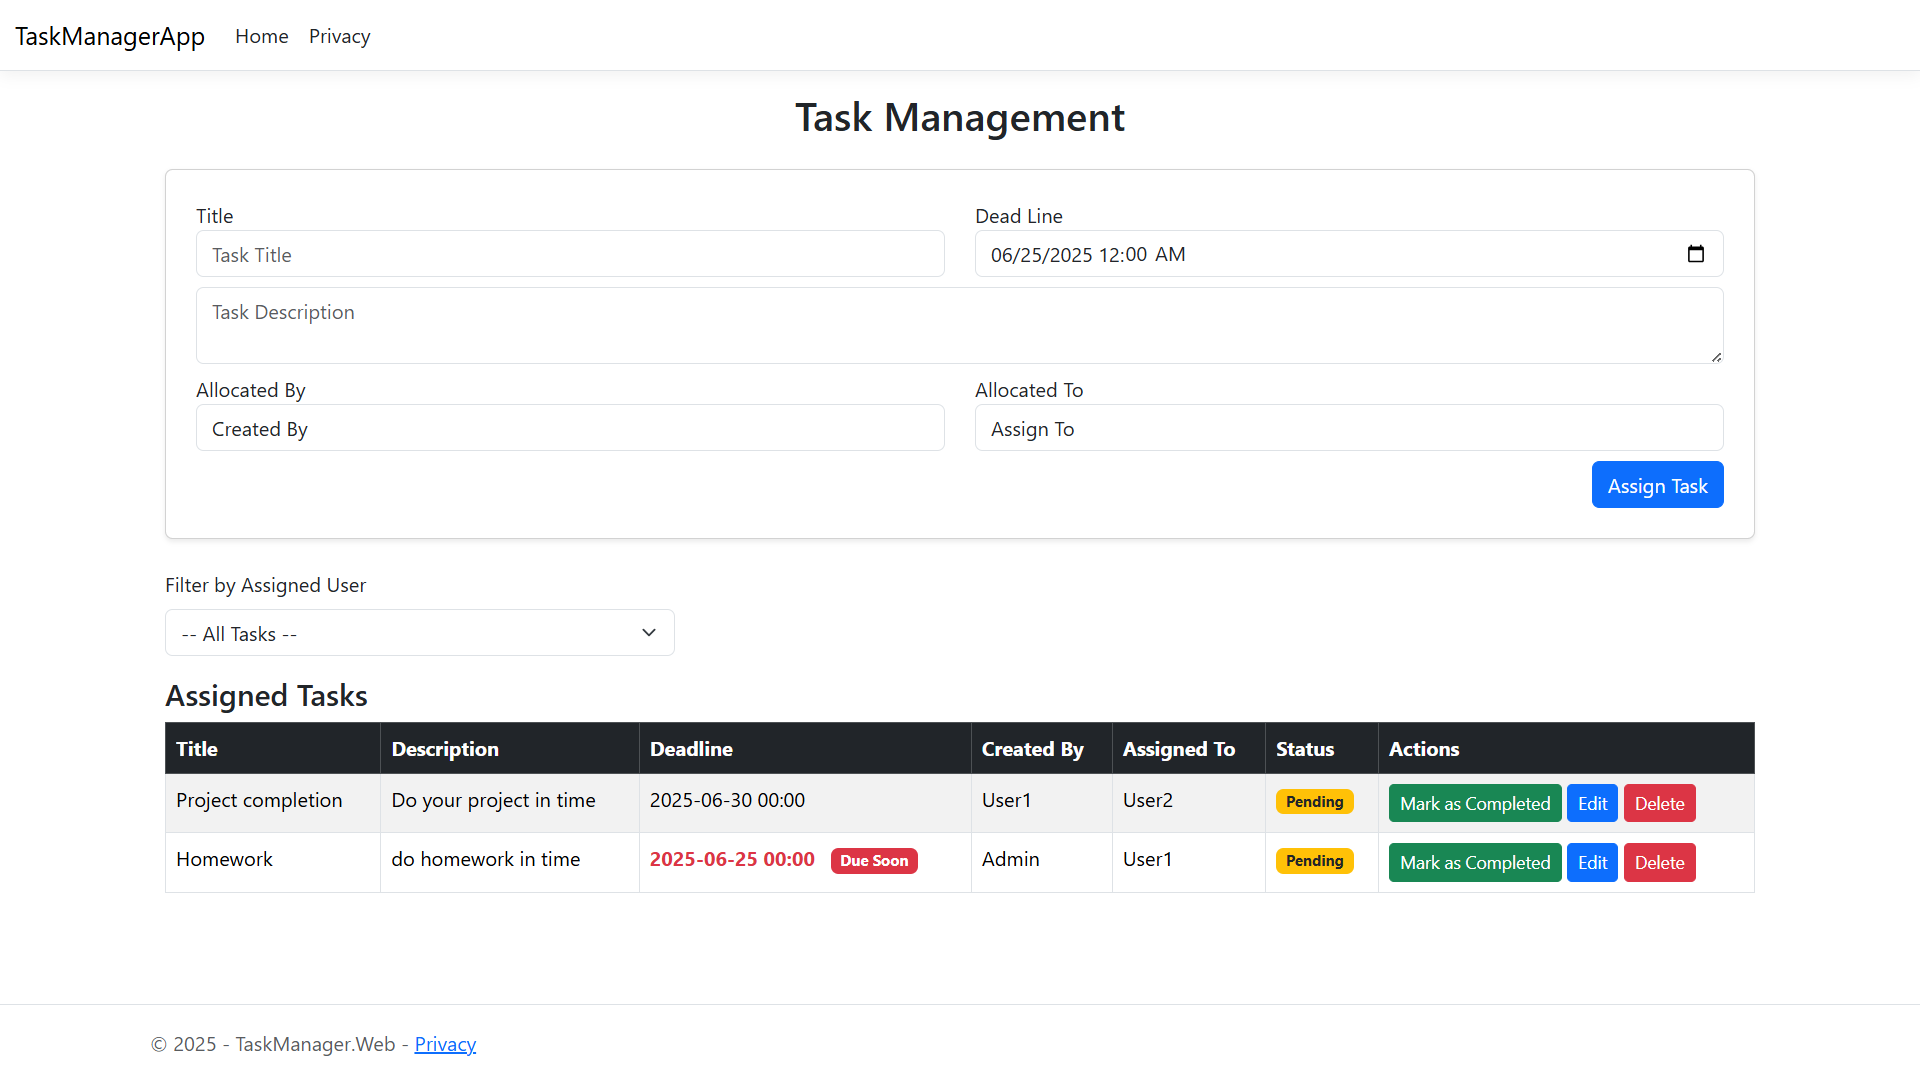 TaskManagerApp Home Privacy
Task Management
Title
Task Title
Dead Line
06/25/2025 12:00 AM
Task Description
Allocated By
Created By
Allocated To
Assign To
Assign Task
Filter by Assigned User
-- All Tasks --
Assigned Tasks
Title Description Deadline Created By Assigned To Status Actions
Project completion Do your project in time 2025-06-30 00:00 User1 User2 Pending Mark as Completed Edit Delete
Homework do homework in time 2025-06-25 00:00 Due Soon Admin User1 Pending Mark as Completed Edit Delete
© 2025 - TaskManager.Web - Privacy